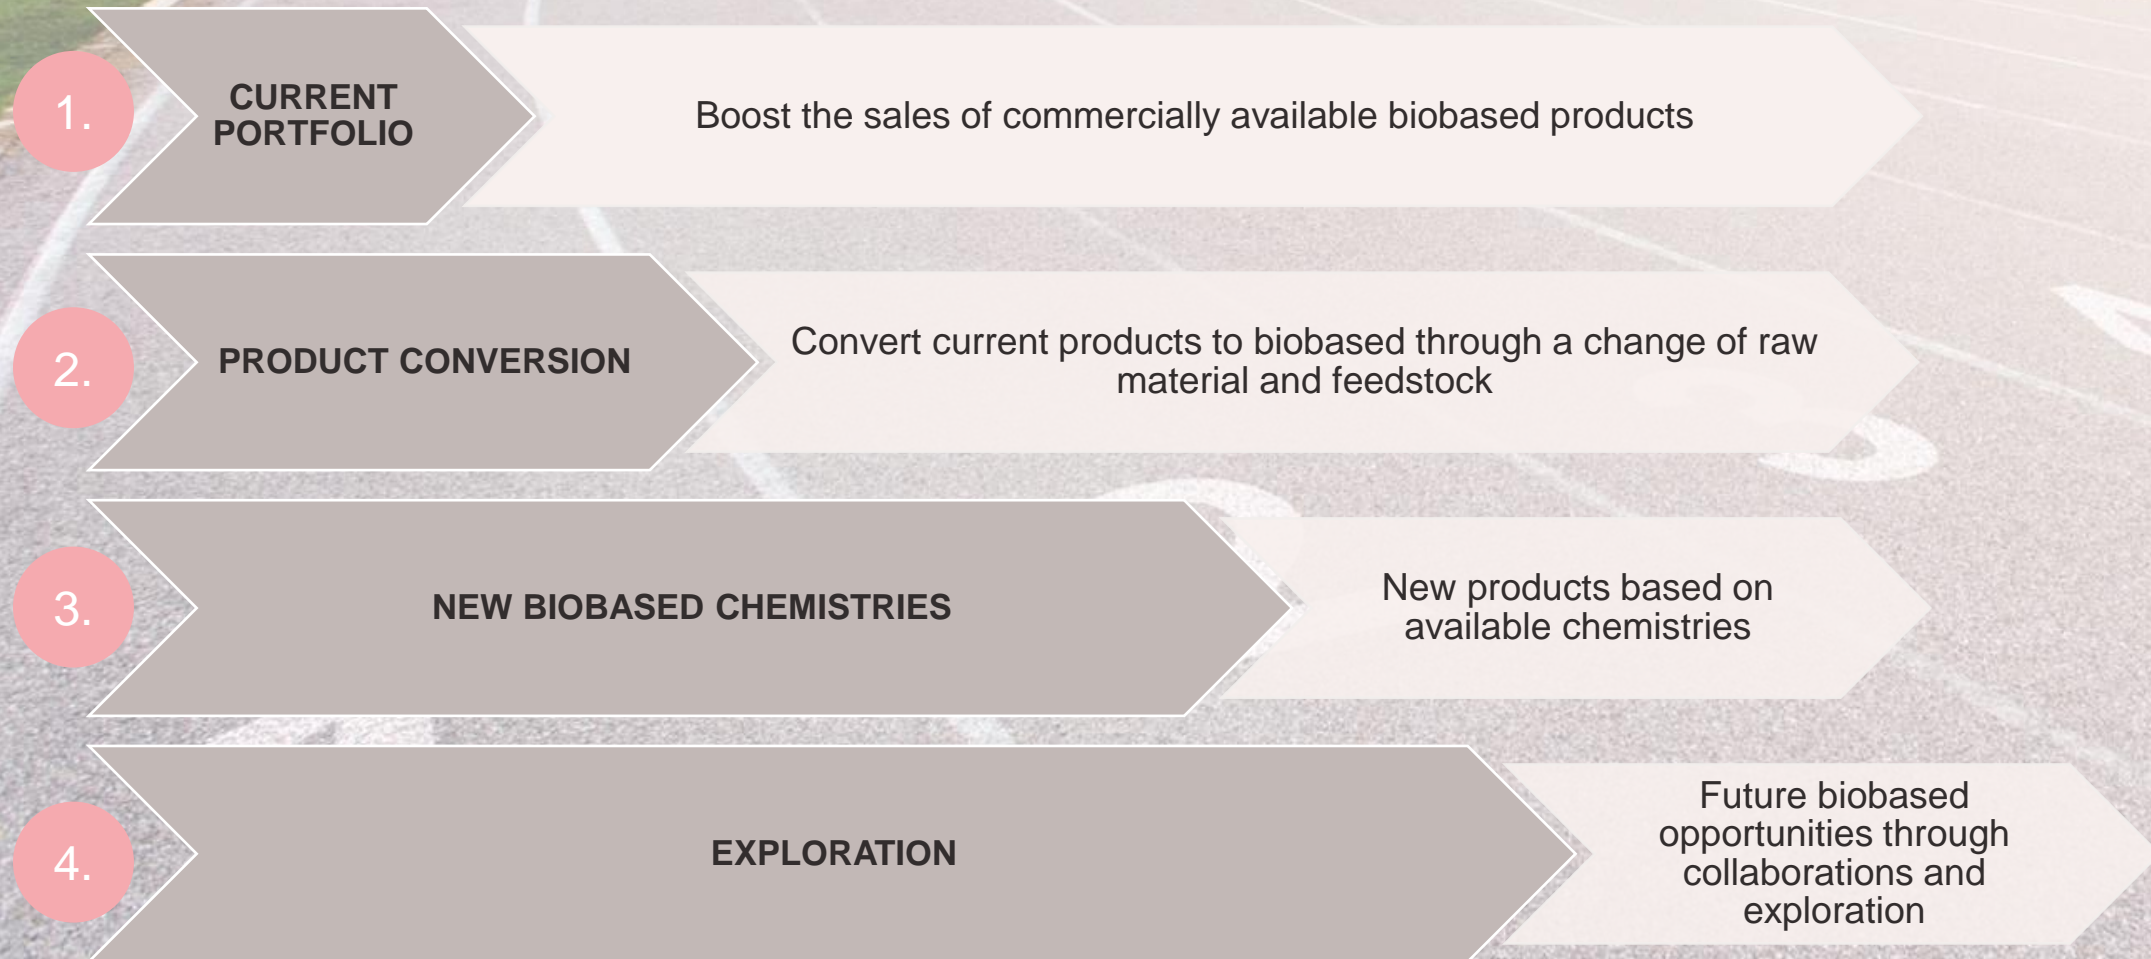 1.
CURRENT
PORTFOLIO
Boost the sales of commercially available biobased products
2.
PRODUCT CONVERSION
Convert current products to biobased through a change of raw
material and feedstock
3.
NEW BIOBASED CHEMISTRIES
New products based on
available chemistries
4.
EXPLORATION
Future biobased
opportunities through
collaborations and
exploration